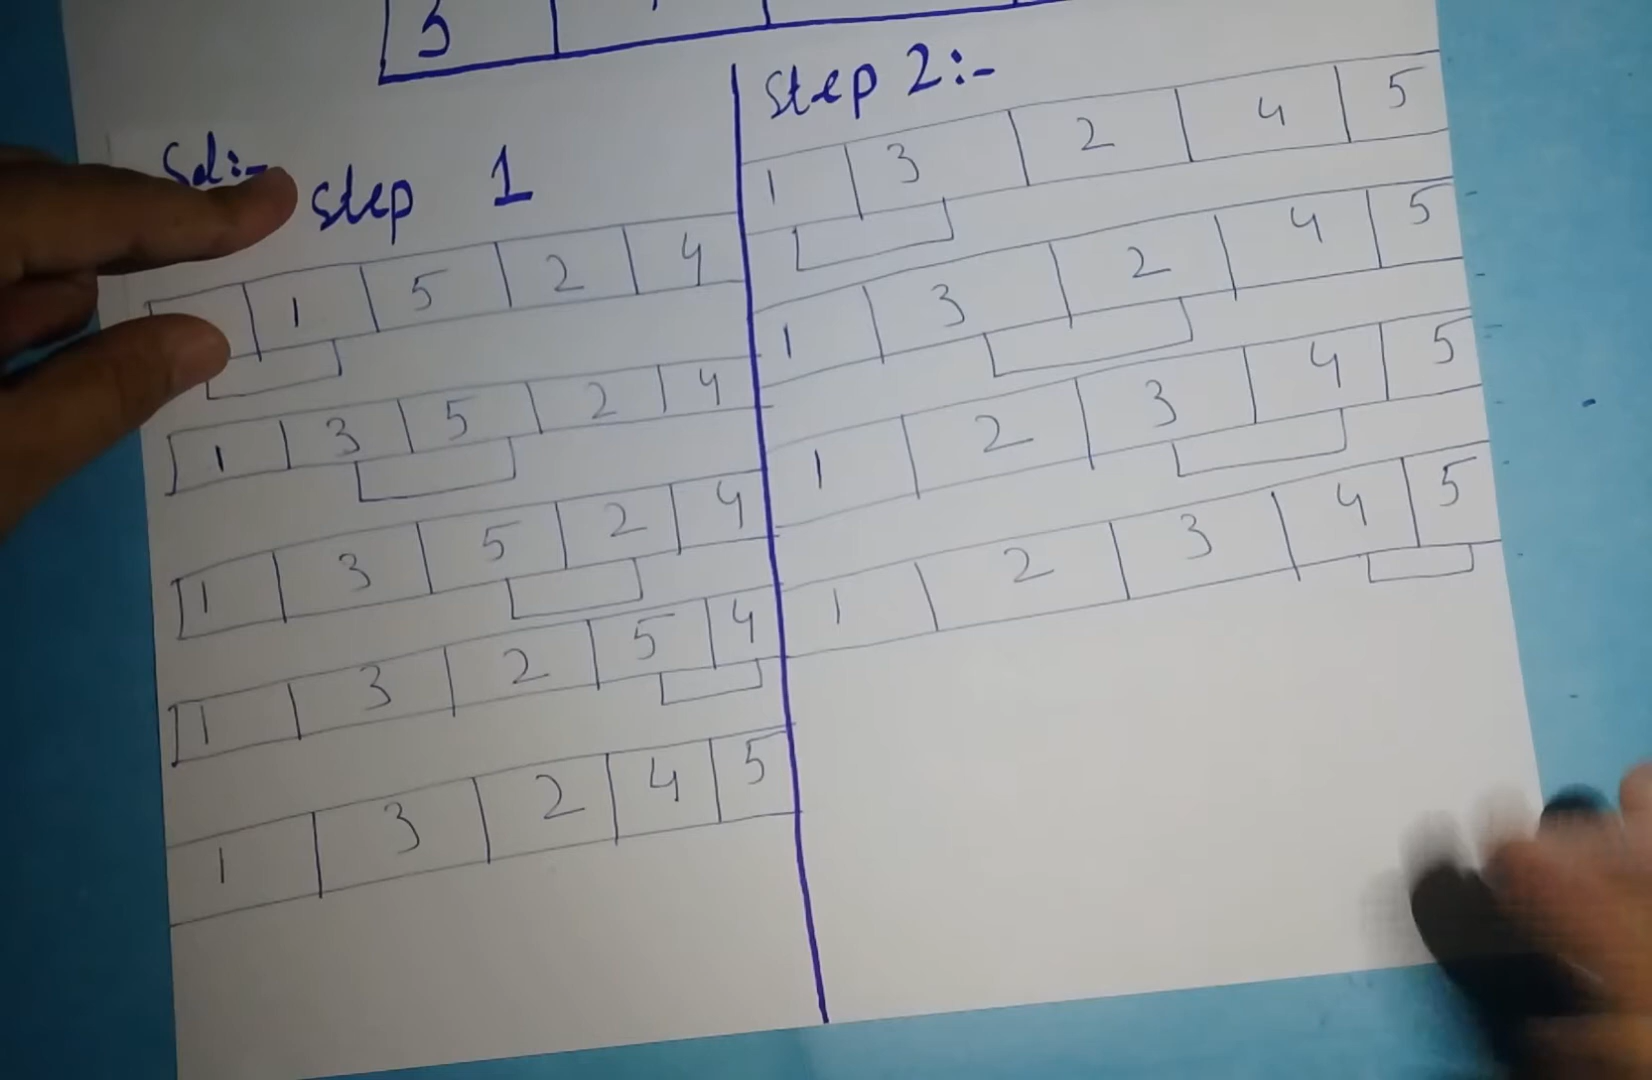 3
Sol:-
Step 1
1 5 2 4
1 3 5 2 4
1 3 5 2 4
1 3 2 5 4
1 3 2 4 5
Step 2:-
1 3 2 4 5
1 3 2 4 5
1 2 3 4 5
1 2 3 4 5